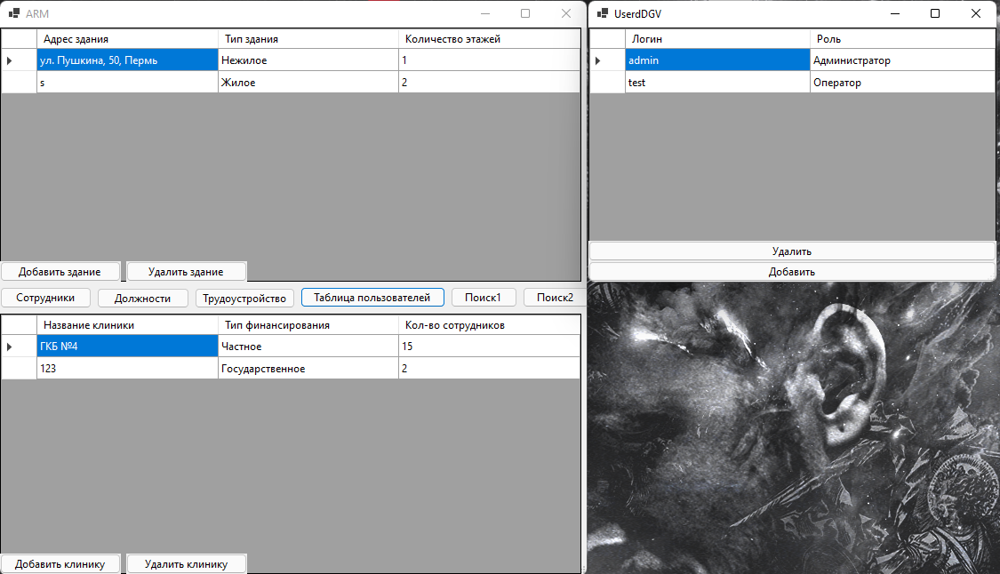 ARM
Адрес здания Тип здания Количество этажей
ул. Пушкина, 50, Пермь Нежилое 1
s Жилое 2
Добавить здание Удалить здание
Сотрудники Должности Трудоустройство Таблица пользователей Поиск1 Поиск2
Название клиники Тип финансирования Кол-во сотрудников
ГКБ №4 Частное 15
123 Государственное 2
Добавить клинику Удалить клинику
UserdDGV
Логин Роль
admin Администратор
test Оператор
Удалить
Добавить